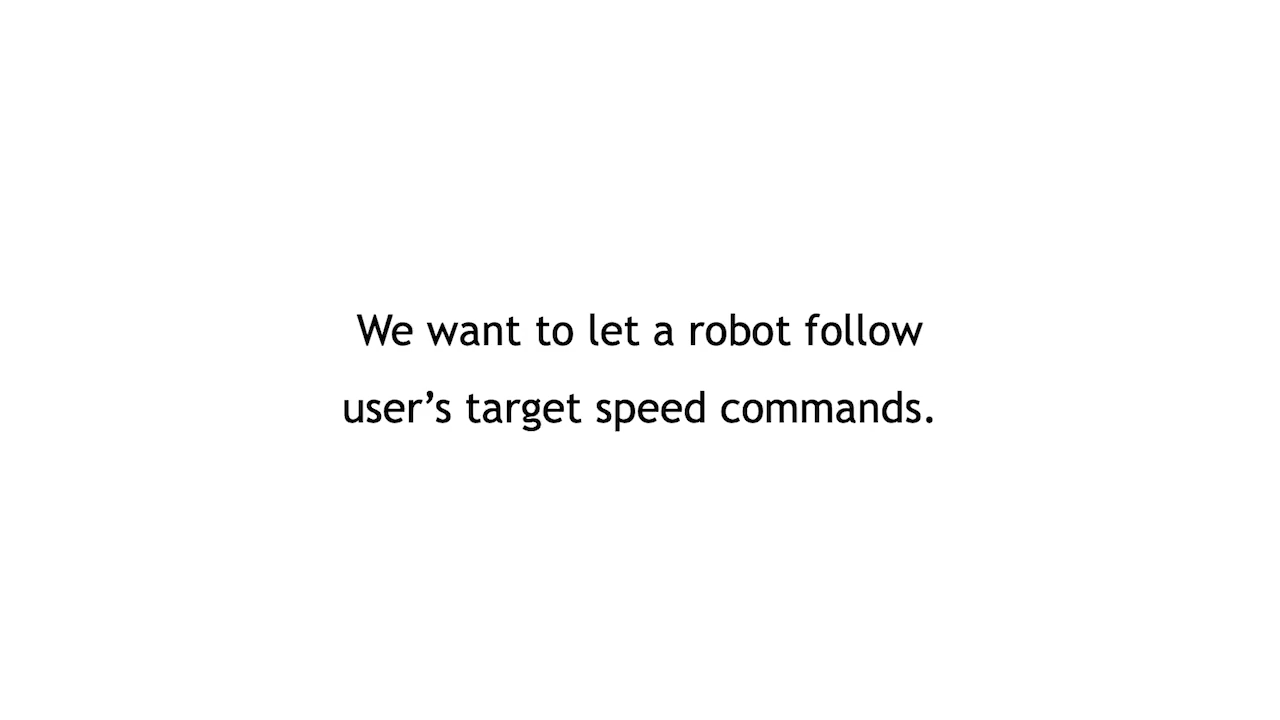 We want to let a robot follow
user’s target speed commands.